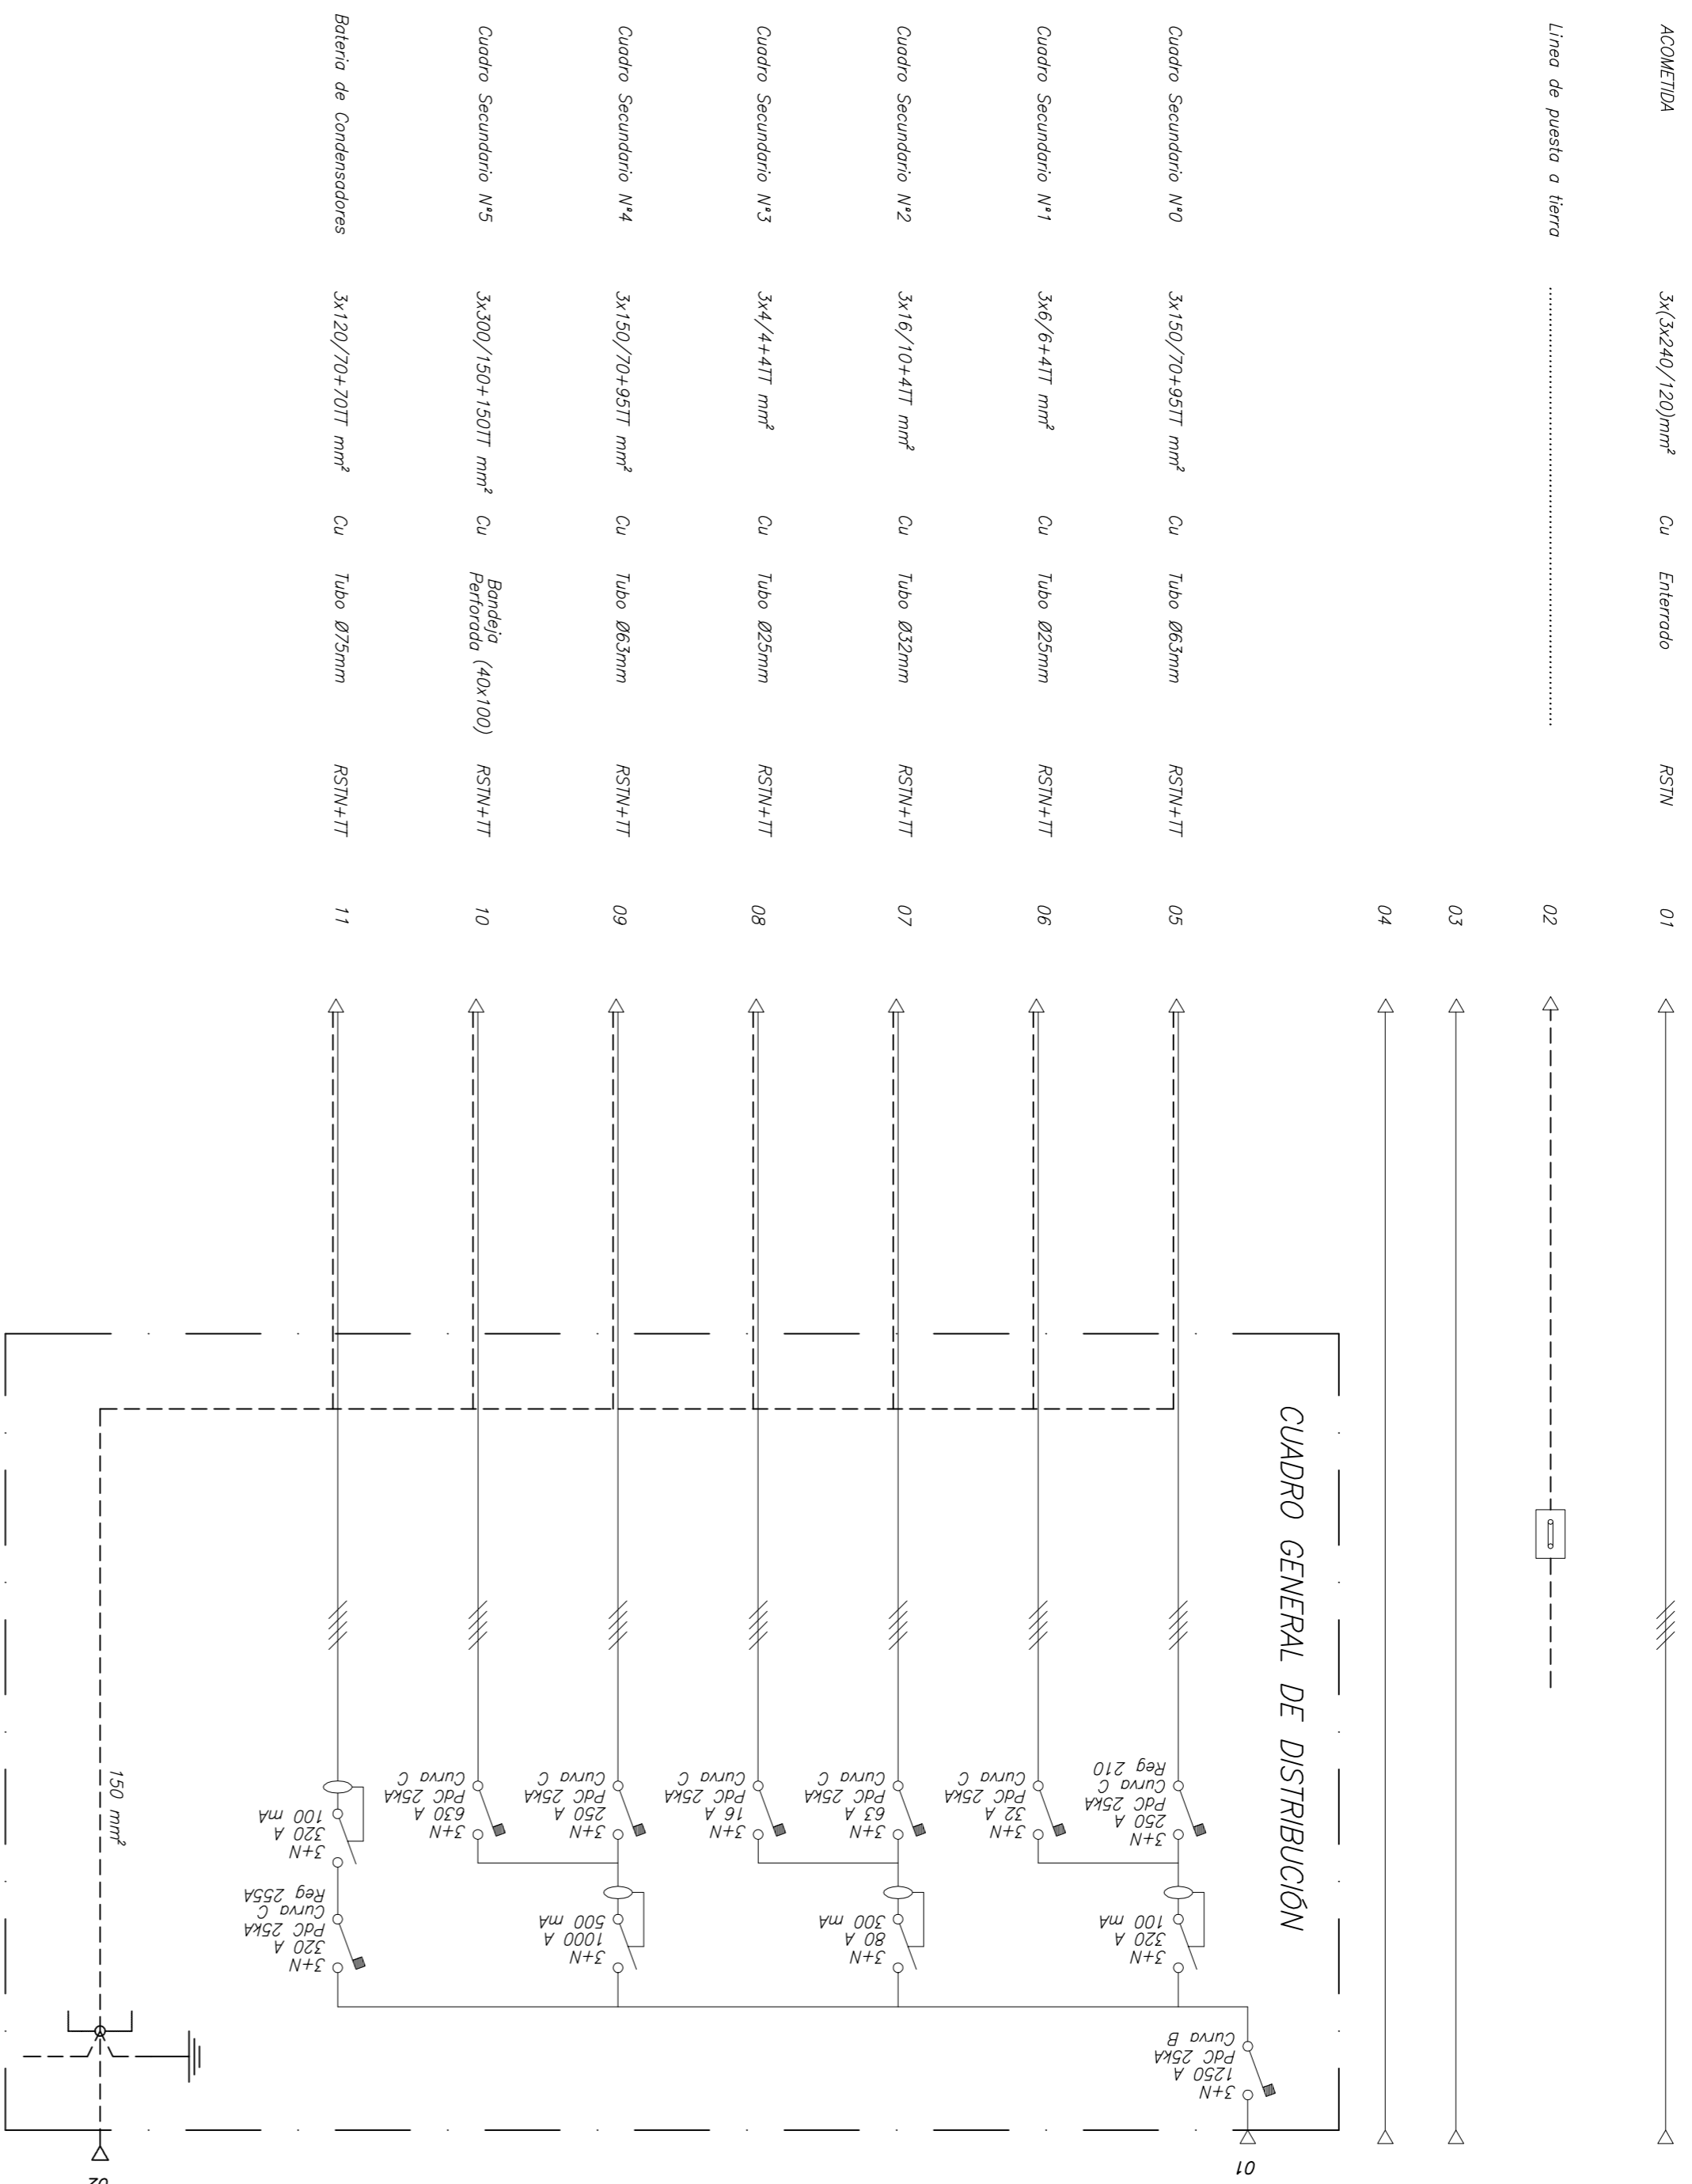 ACOMETIDA 3x(3x240/120)mm² Cu Enterrado RSTN 01
Linea de puesta a tierra ........................................ 02
03
04
Cuadro Secundario N°0 3x150/70+95TT mm² Cu Tubo Ø63mm RSTN+TT 05
Cuadro Secundario N°1 3x6/6+4TT mm² Cu Tubo Ø25mm RSTN+TT 06
Cuadro Secundario N°2 3x16/10+4TT mm² Cu Tubo Ø32mm RSTN+TT 07
Cuadro Secundario N°3 3x4/4+4TT mm² Cu Tubo Ø25mm RSTN+TT 08
Cuadro Secundario N°4 3x150/70+95TT mm² Cu Tubo Ø63mm RSTN+TT 09
Cuadro Secundario N°5 3x300/150+150TT mm² Cu Bandeja
Perforada (40x100) RSTN+TT 10
Bateria de Condensadores 3x120/70+70TT mm² Cu Tubo Ø75mm RSTN+TT 11
CUADRO GENERAL DE DISTRIBUCIÓN
01
3+N
1250 A
PdC 25kA
Curva B
3+N
320 A
100 mA
3+N
250 A
PdC 25kA
Curva C
Reg 210
3+N
32 A
PdC 25kA
Curva C
3+N
80 A
300 mA
3+N
63 A
PdC 25kA
Curva C
3+N
16 A
PdC 25kA
Curva C
3+N
1000 A
500 mA
3+N
250 A
PdC 25kA
Curva C
3+N
630 A
PdC 25kA
Curva C
3+N
320 A
PdC 25kA
Curva C
Reg 255A
3+N
320 A
100 mA
150 mm²
02